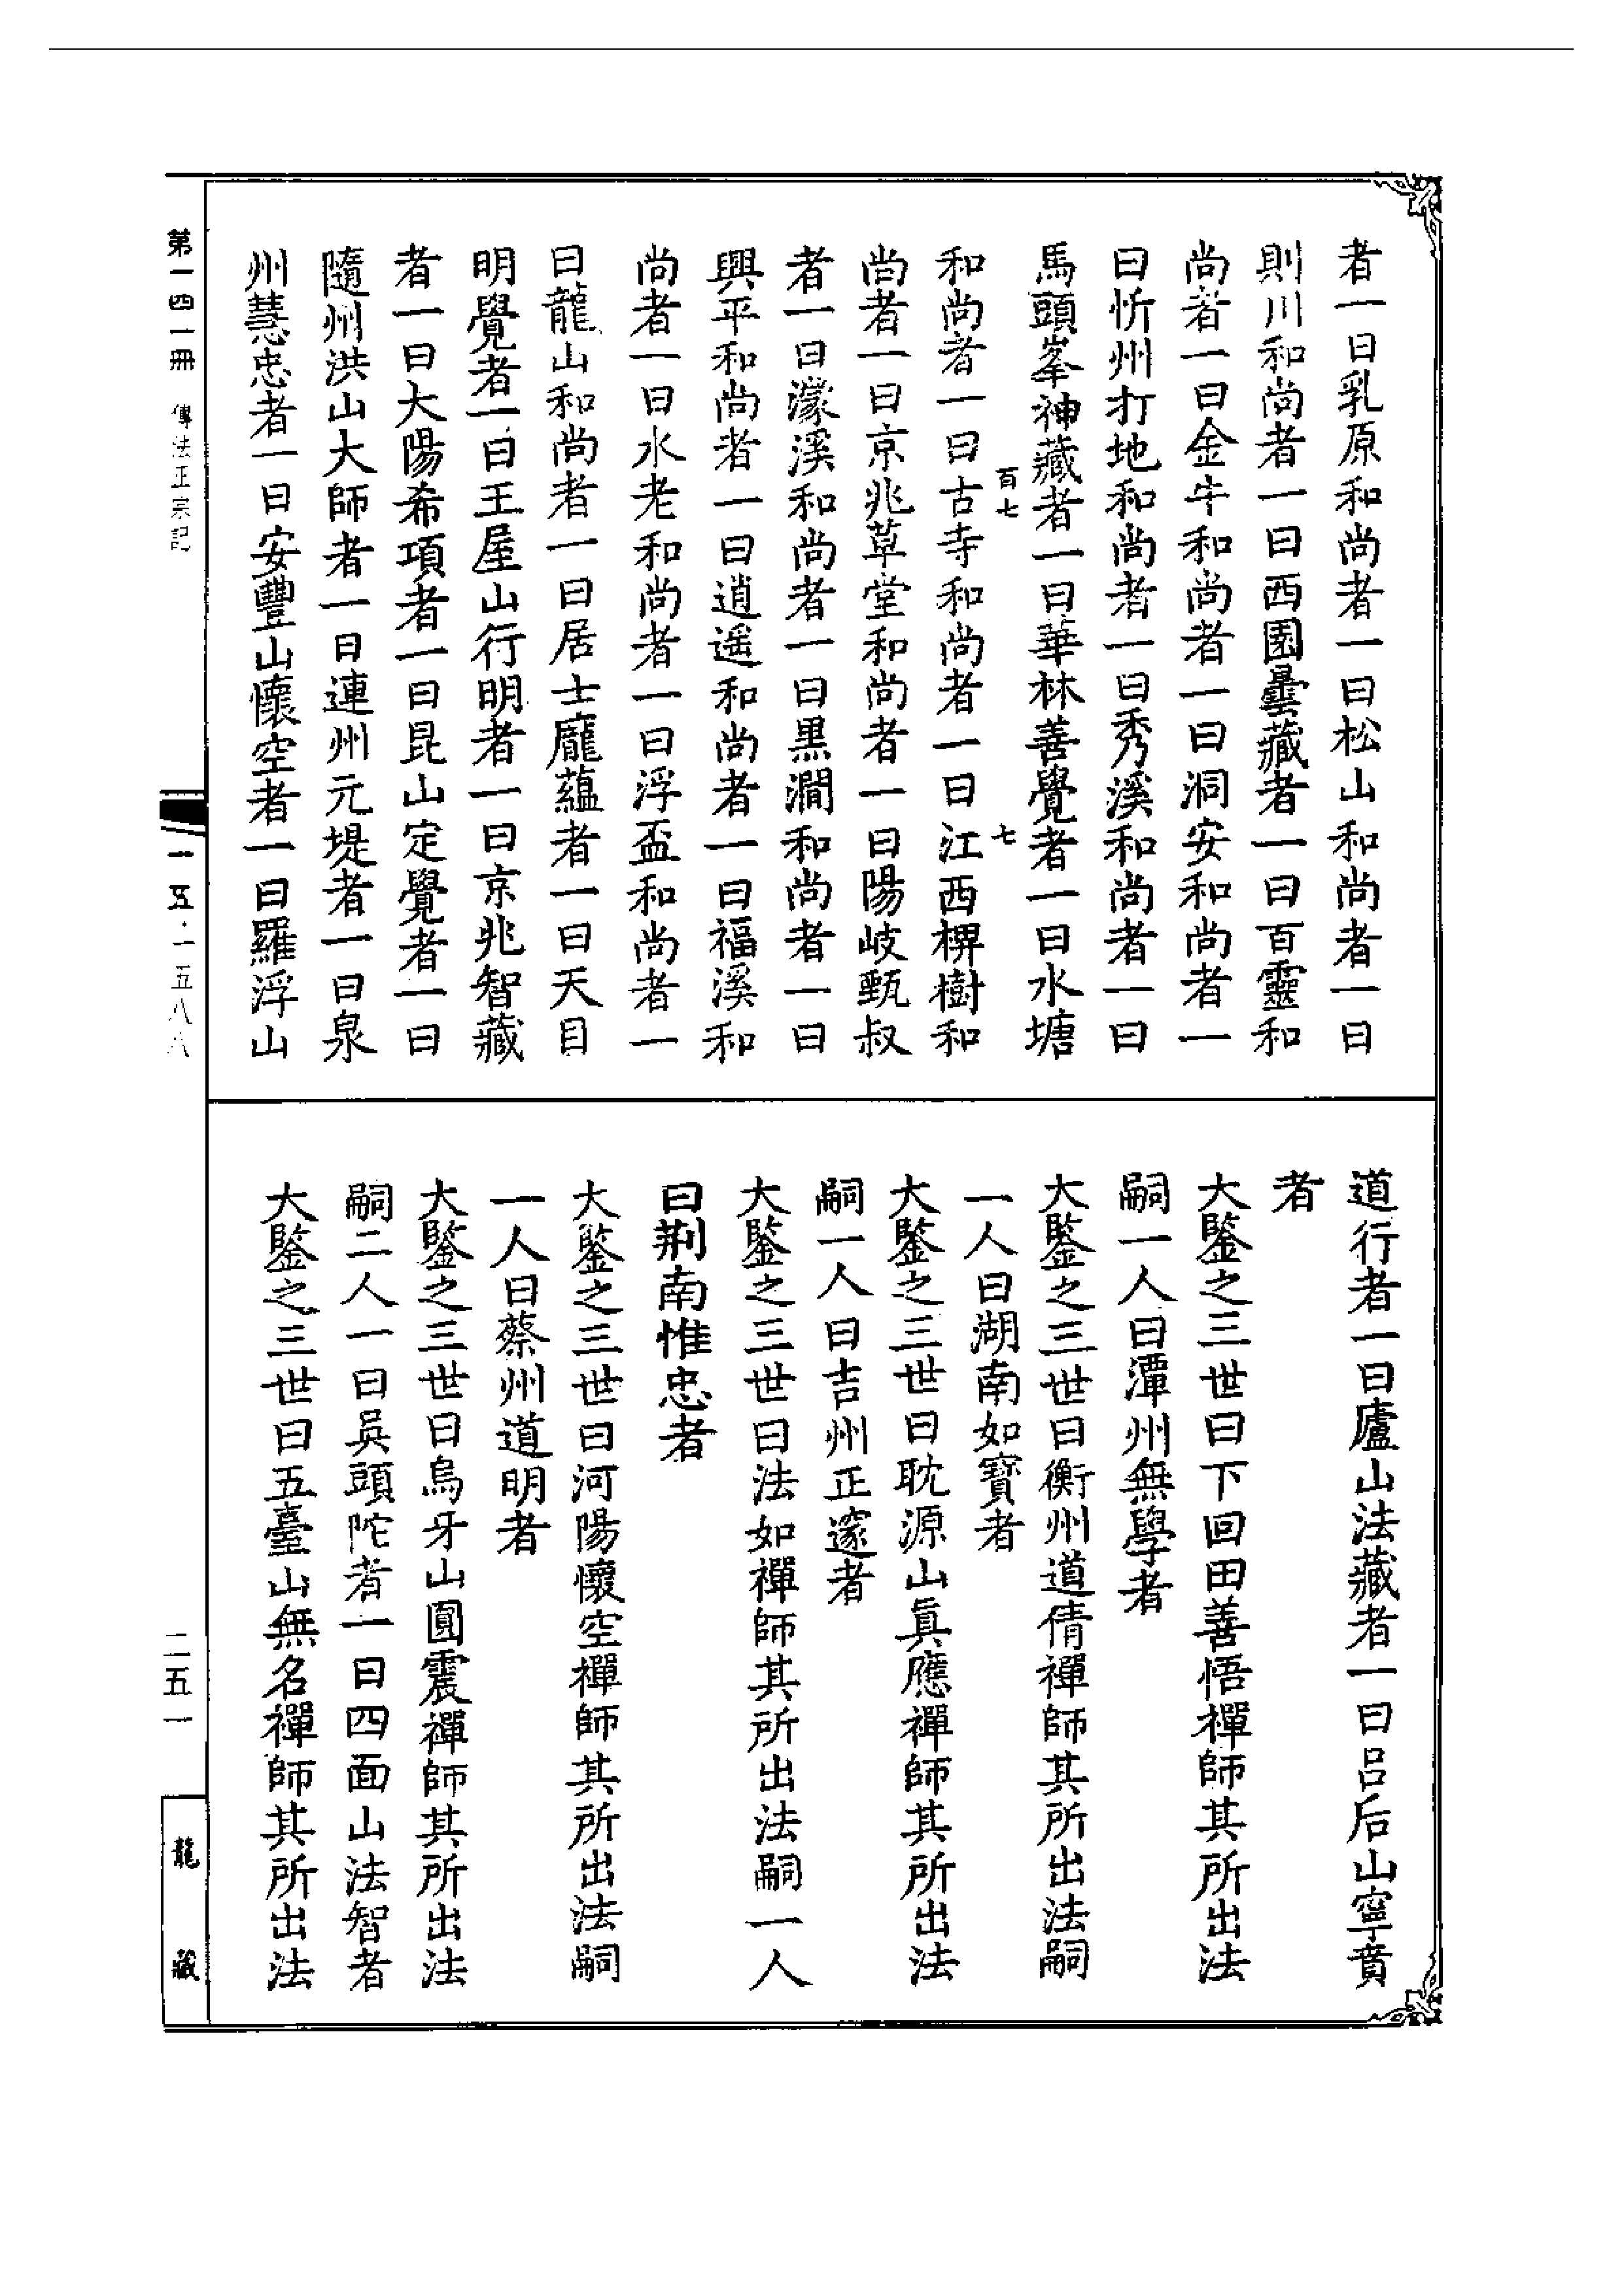 者一曰乳原和尚者一曰松山和尚者一曰
則川和尚者一曰西園曇藏者一曰百靈和
尚者一曰金牛和尚者一曰洞安和尚者一
曰忻州打地和尚者一曰秀溪和尚者一曰
馬頭峯神藏者一曰華林善覺者一曰水塘
百七
七
和尚者一曰古寺和尚者一曰江西椑樹和
尚者一曰京兆草堂和尚者一曰陽岐甄叔
者一曰濛溪和尚者一曰黒澗和尚者一曰
興平和尚者一曰逍遥和尚者一曰福溪和
尚者一曰水老和尚者一曰浮盃和尚者一
曰龍山和尚者一曰居士龐蘊者一曰天目
明覺者一曰王屋山行明者一曰京兆智藏
者一曰大陽希項者一曰昆山定覺者一曰
隨州洪山大師者一曰連州元堤者一曰泉
州慧忠者一曰安豐山懷空者一曰羅浮山
道行者一曰廬山法藏者一曰呂后山寧賁
者
大鑒之三世曰下回田善悟禪師其所出法
嗣一人曰潭州無學者
大鑒之三世曰衡州道倩禪師其所出法嗣
一人曰湖南如寶者
大鑒之三世曰耽源山真應禪師其所出法
嗣一人曰吉州正邃者
大鑒之三世曰法如禪師其所出法嗣一人
曰荆南惟忠者
大鑒之三世曰河陽懷空禪師其所出法嗣
一人曰蔡州道明者
大鑒之三世曰烏牙山圓震禪師其所出法
嗣二人一曰吳頭陀者一曰四面山法智者
大鑒之三世曰五臺山無名禪師其所出法
第一四一冊 傳法正宗記
一五·一五八八
二五一
龍藏